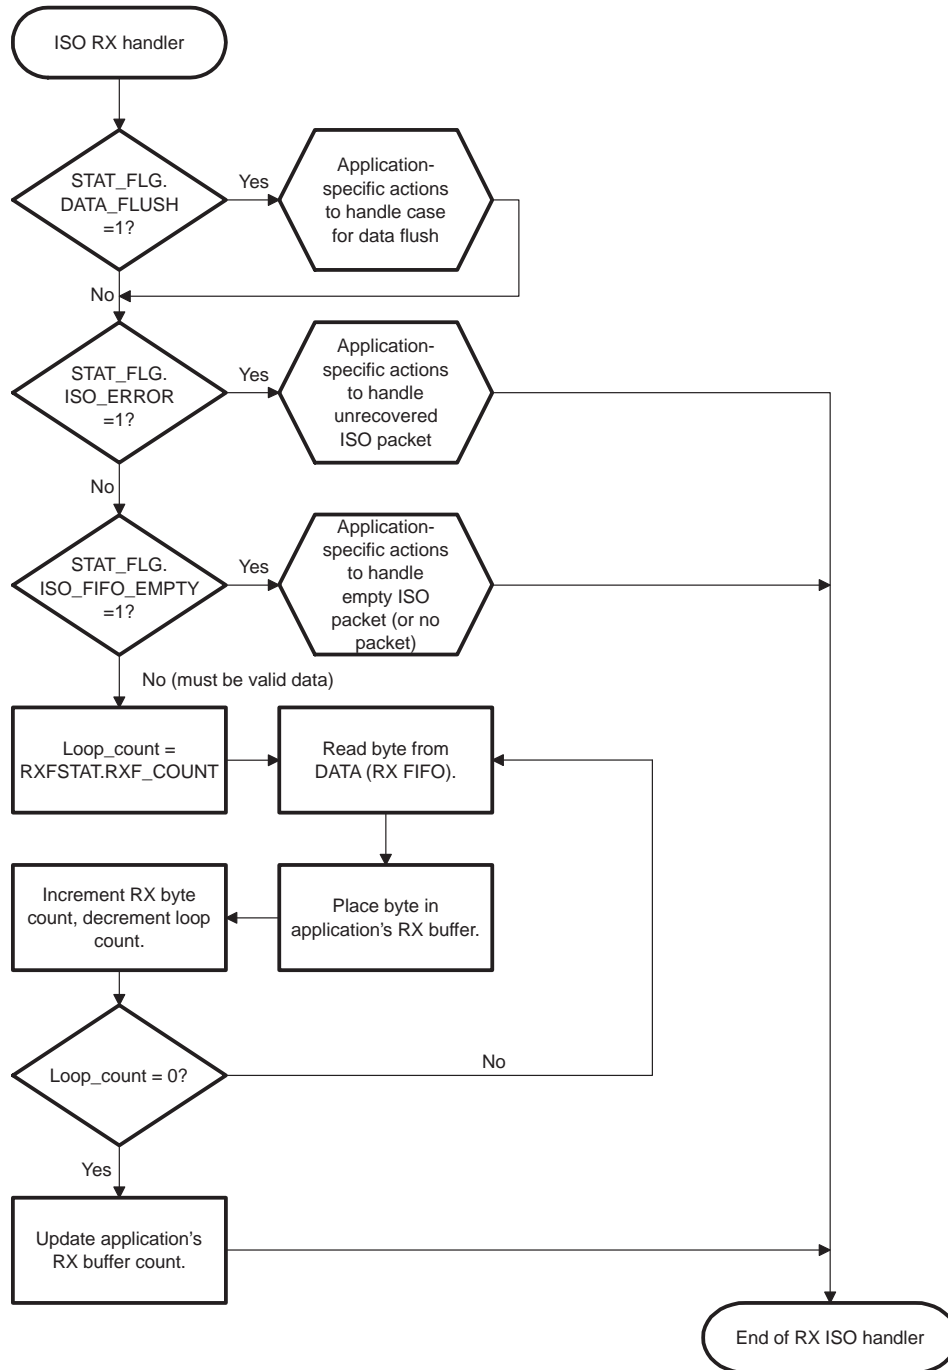 ISO RX handler
STAT_FLG.
DATA_FLUSH
=1?
Yes
Application-
specific actions
to handle case
for data flush
No
STAT_FLG.
ISO_ERROR
=1?
Yes
Application-
specific actions
to handle
unrecovered
ISO packet
No
STAT_FLG.
ISO_FIFO_EMPTY
=1?
Yes
Application-
specific actions
to handle
empty ISO
packet (or no
packet)
No (must be valid data)
Loop_count =
RXFSTAT.RXF_COUNT
Read byte from
DATA (RX FIFO).
Increment RX byte
count, decrement loop
count.
Place byte in
application's RX buffer.
Loop_count = 0?
No
Yes
Update application's
RX buffer count.
End of RX ISO handler